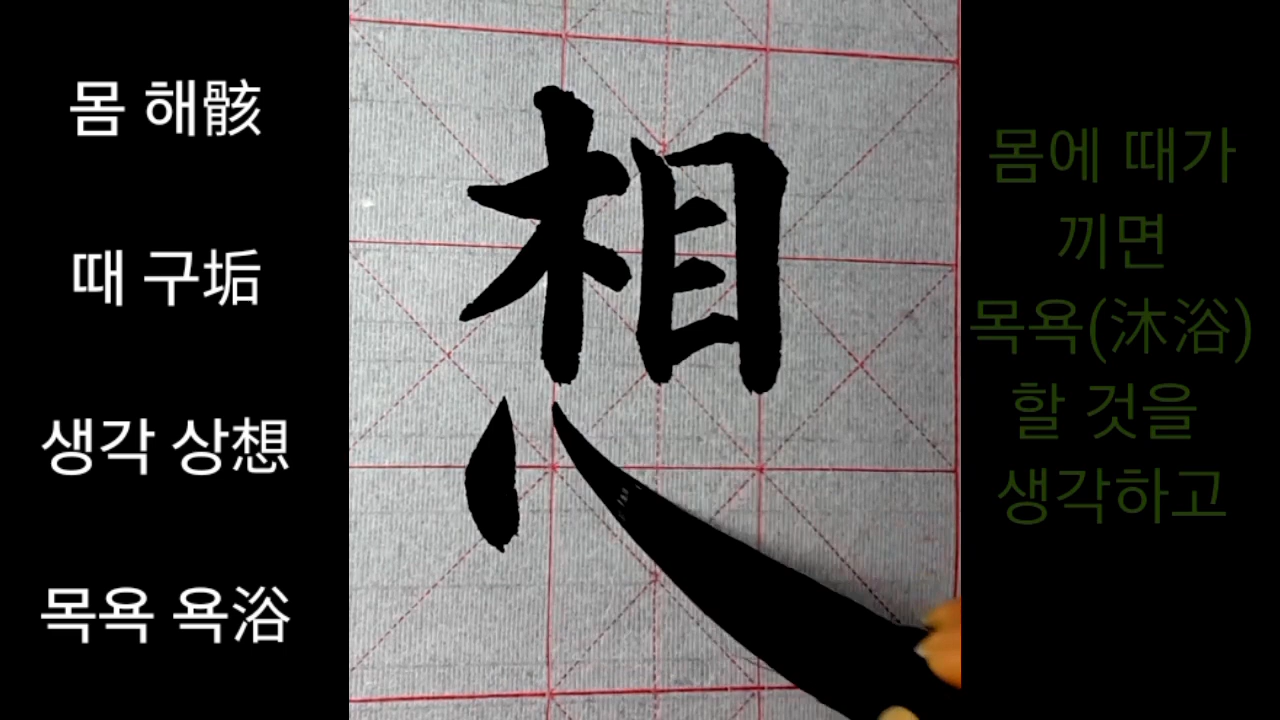 몸 해骸
때 구垢
생각 상想
목욕 욕浴
相
몸에 때가
끼면
목욕(沐浴)
할 것을
생각하고